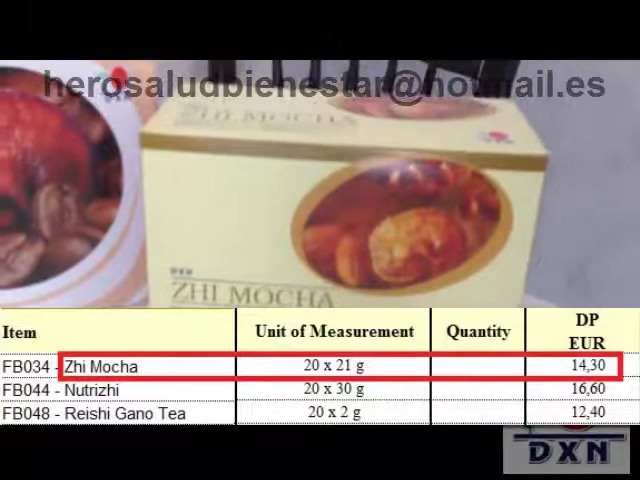 herosaludbienestar@hotmail.es
ZHI MOCHA
DXN
ZHI MOCHA
Item Unit of Measurement Quantity DP EUR
FB034 - Zhi Mocha 20 x 21 g 14,30
FB044 - Nutrizhi 20 x 30 g 16,60
FB048 - Reishi Gano Tea 20 x 2 g 12,40
DXN